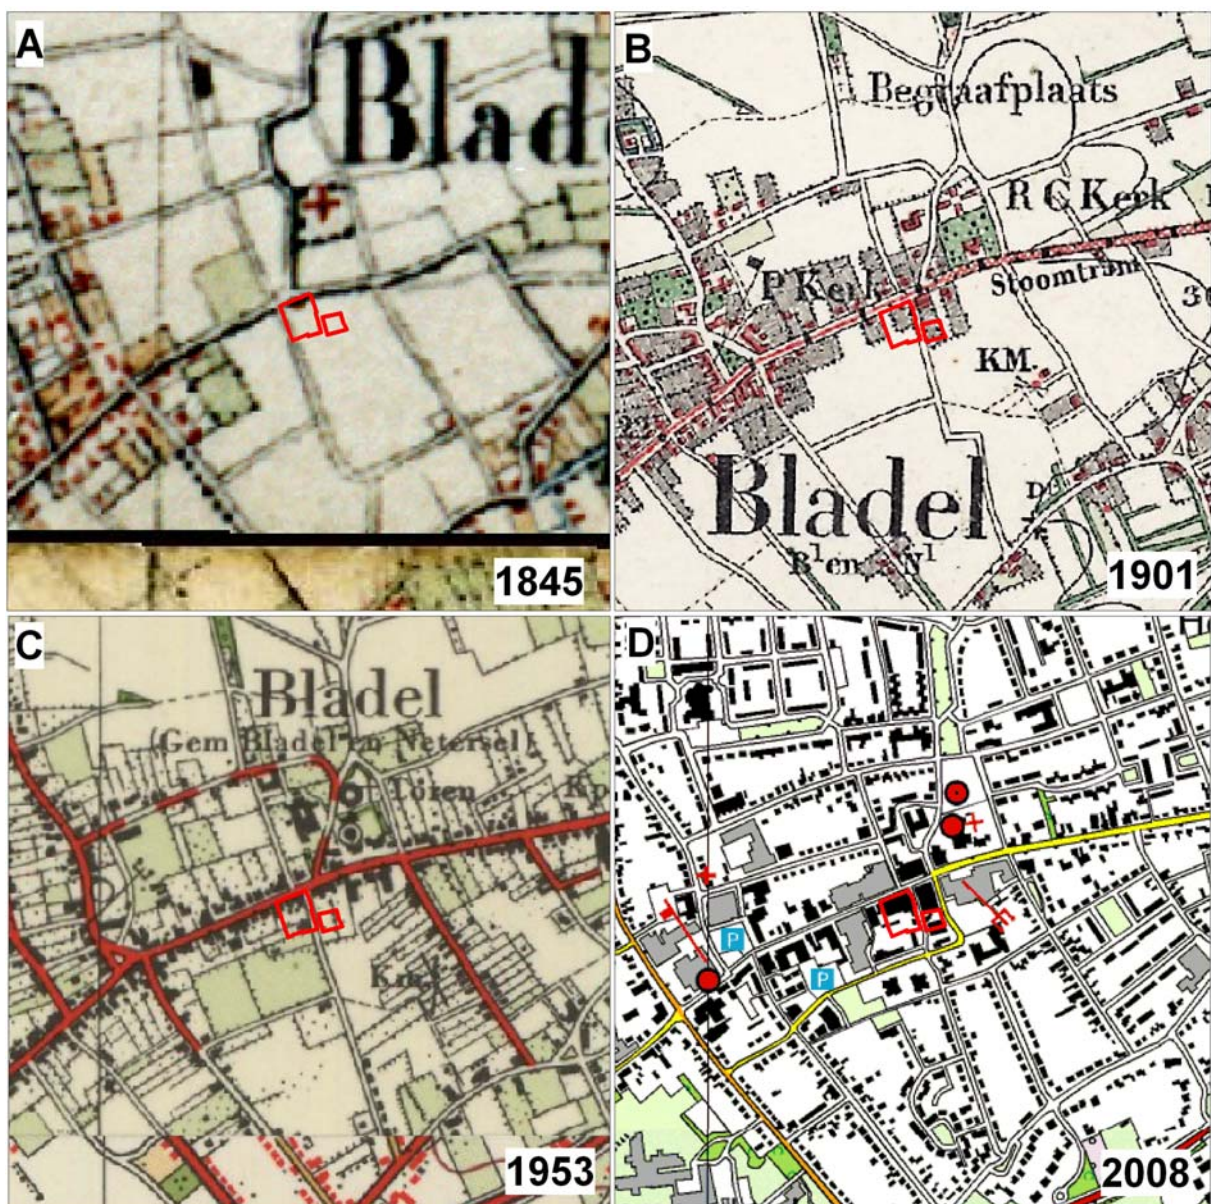 A
Blad
1845
B
Begraafplaats
R C Kerk
P. Kerk
Stoomtram
KM.
Bladel
1901
C
Bladel
(Gem Bladel en Netersel)
Toren
1953
D
P
P
2008